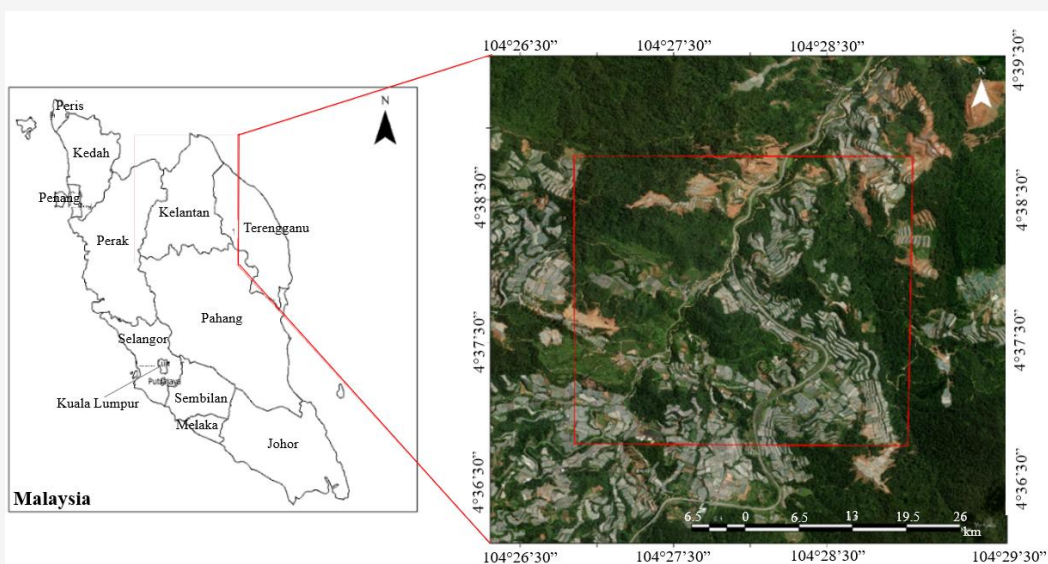 Peris
Kedah
Penang
Perak
Kelantan
Terengganu
Pahang
Selangor
Kuala Lumpur
Sembilan
Melaka
Johor
Malaysia
N
104°26’30” 104°27’30” 104°28’30”
4°39’30”
4°38’30” 4°38’30”
4°37’30” 4°37’30”
4°36’30” 4°36’30”
N
6.5 0 6.5 13 19.5 26
km
104°26’30” 104°27’30” 104°28’30” 104°29’30”